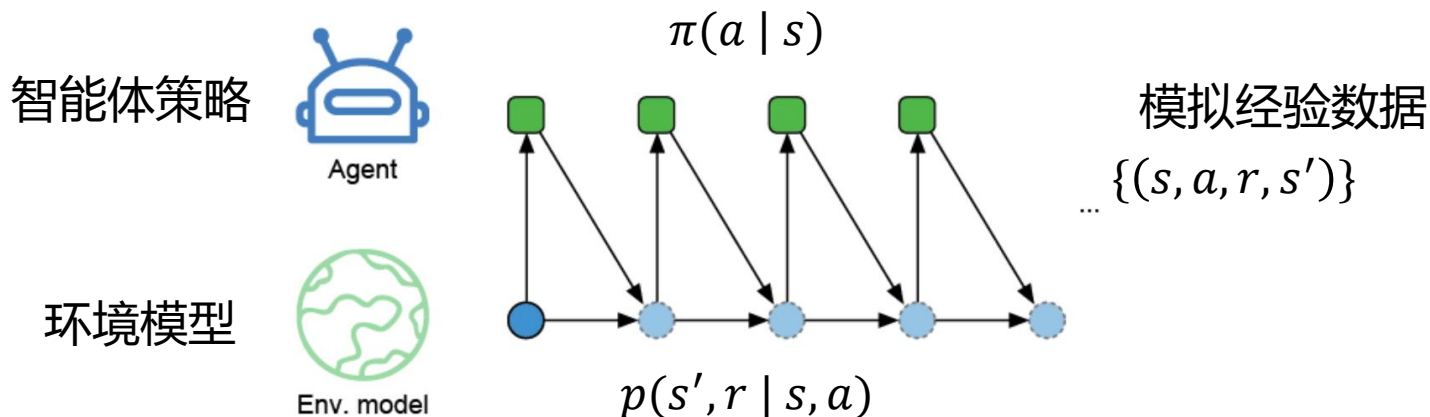 π(a | s)
智能体策略
Agent
模拟经验数据
{(s, a, r, s′)}
...
环境模型
Env. model
p(s′, r | s, a)